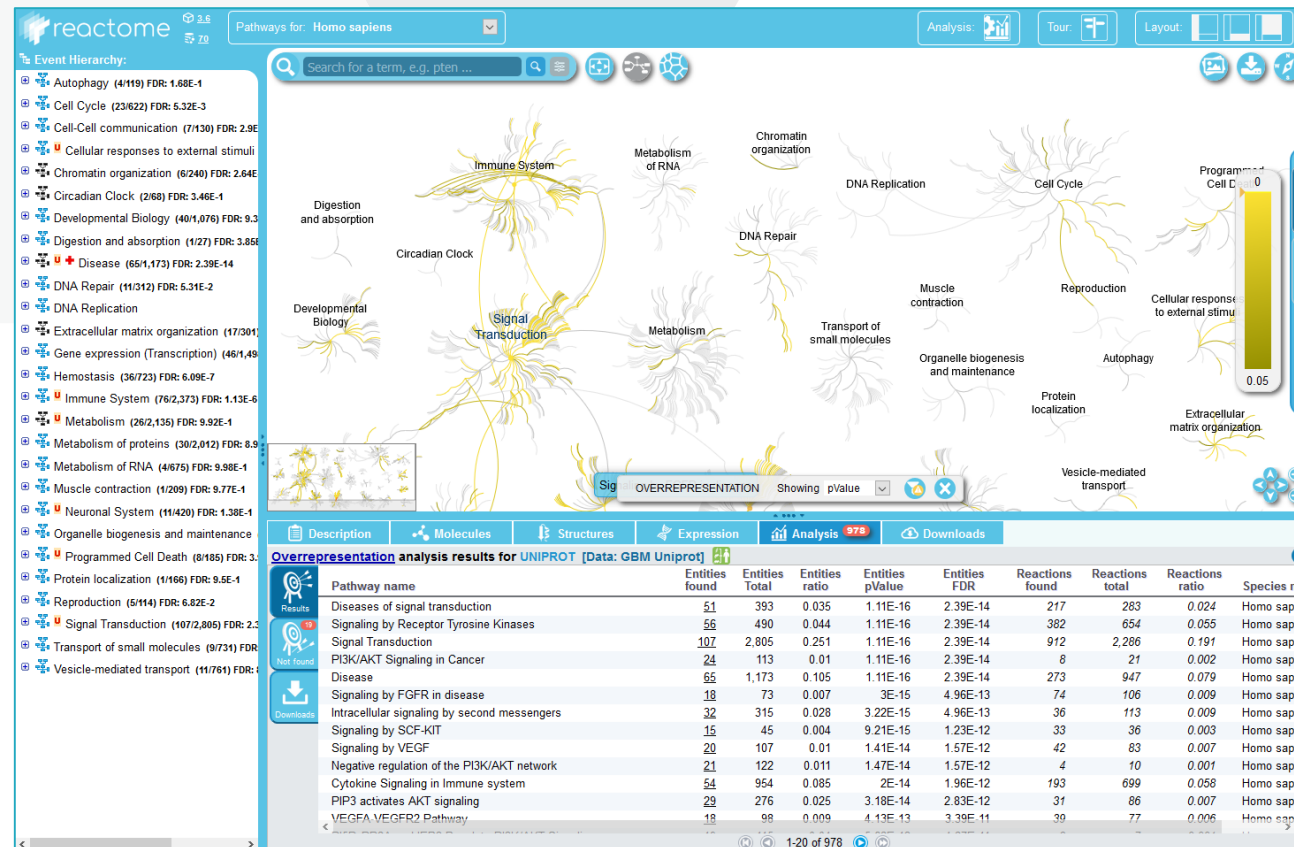 reactome 3.6 70
Pathways for: Homo sapiens
Analysis:
Tour:
Layout:
Event Hierarchy:
Autophagy (4/119) FDR: 1.68E-1
Cell Cycle (23/622) FDR: 5.32E-3
Cell-Cell communication (7/130) FDR: 2.9E
Cellular responses to external stimuli
Chromatin organization (6/240) FDR: 2.64E
Circadian Clock (2/68) FDR: 3.46E-1
Developmental Biology (40/1,076) FDR: 9.3
Digestion and absorption (1/27) FDR: 3.85E
Disease (65/1,173) FDR: 2.39E-14
DNA Repair (11/312) FDR: 5.31E-2
DNA Replication
Extracellular matrix organization (17/301)
Gene expression (Transcription) (46/1,49
Hemostasis (36/723) FDR: 6.09E-7
Immune System (76/2,373) FDR: 1.13E-6
Metabolism (26/2,135) FDR: 9.92E-1
Metabolism of proteins (30/2,012) FDR: 8.9
Metabolism of RNA (4/675) FDR: 9.98E-1
Muscle contraction (1/209) FDR: 9.77E-1
Neuronal System (11/420) FDR: 1.38E-1
Organelle biogenesis and maintenance
Programmed Cell Death (8/185) FDR: 3.
Protein localization (1/166) FDR: 9.5E-1
Reproduction (5/114) FDR: 6.82E-2
Signal Transduction (107/2,805) FDR: 2.3
Transport of small molecules (9/731) FDR
Vesicle-mediated transport (11/761) FDR:
Search for a term, e.g. pten ...
Immune System
Metabolism
of RNA
Chromatin
organization
DNA Replication
Cell Cycle
Programmed
Cell D
0
Digestion
and absorption
Circadian Clock
DNA Repair
Muscle
contraction
Reproduction
Cellular response
to external stimu
Developmental
Biology
Signal
Transduction
Metabolism
Transport of
small molecules
Organelle biogenesis
and maintenance
Autophagy
0.05
Protein
localization
Extracellular
matrix organization
Vesicle-mediated
transport
Sig
OVERREPRESENTATION Showing pValue
Description Molecules Structures Expression Analysis 978 Downloads
Overrepresentation analysis results for UNIPROT [Data: GBM Uniprot]
Results
19
Not found
Downloads
Pathway name Entities found Entities Total Entities ratio Entities pValue Entities FDR Reactions found Reactions total Reactions ratio Species n
Diseases of signal transduction 51 393 0.035 1.11E-16 2.39E-14 217 283 0.024 Homo sap
Signaling by Receptor Tyrosine Kinases 56 490 0.044 1.11E-16 2.39E-14 382 654 0.055 Homo sap
Signal Transduction 107 2,805 0.251 1.11E-16 2.39E-14 912 2,286 0.191 Homo sap
PI3K/AKT Signaling in Cancer 24 113 0.01 1.11E-16 2.39E-14 8 21 0.002 Homo sap
Disease 65 1,173 0.105 1.11E-16 2.39E-14 273 947 0.079 Homo sap
Signaling by FGFR in disease 18 73 0.007 3E-15 4.96E-13 74 106 0.009 Homo sap
Intracellular signaling by second messengers 32 315 0.028 3.22E-15 4.96E-13 36 113 0.009 Homo sap
Signaling by SCF-KIT 15 45 0.004 9.21E-15 1.23E-12 33 36 0.003 Homo sap
Signaling by VEGF 20 107 0.01 1.41E-14 1.57E-12 42 83 0.007 Homo sap
Negative regulation of the PI3K/AKT network 21 122 0.011 1.47E-14 1.57E-12 4 10 0.001 Homo sap
Cytokine Signaling in Immune system 54 954 0.085 2E-14 1.96E-12 193 699 0.058 Homo sap
PIP3 activates AKT signaling 29 276 0.025 3.18E-14 2.83E-12 31 86 0.007 Homo sap
VEGFA-VEGFR2 Pathway 18 98 0.009 4.13E-13 3.39E-11 39 77 0.006 Homo sap
1-20 of 978